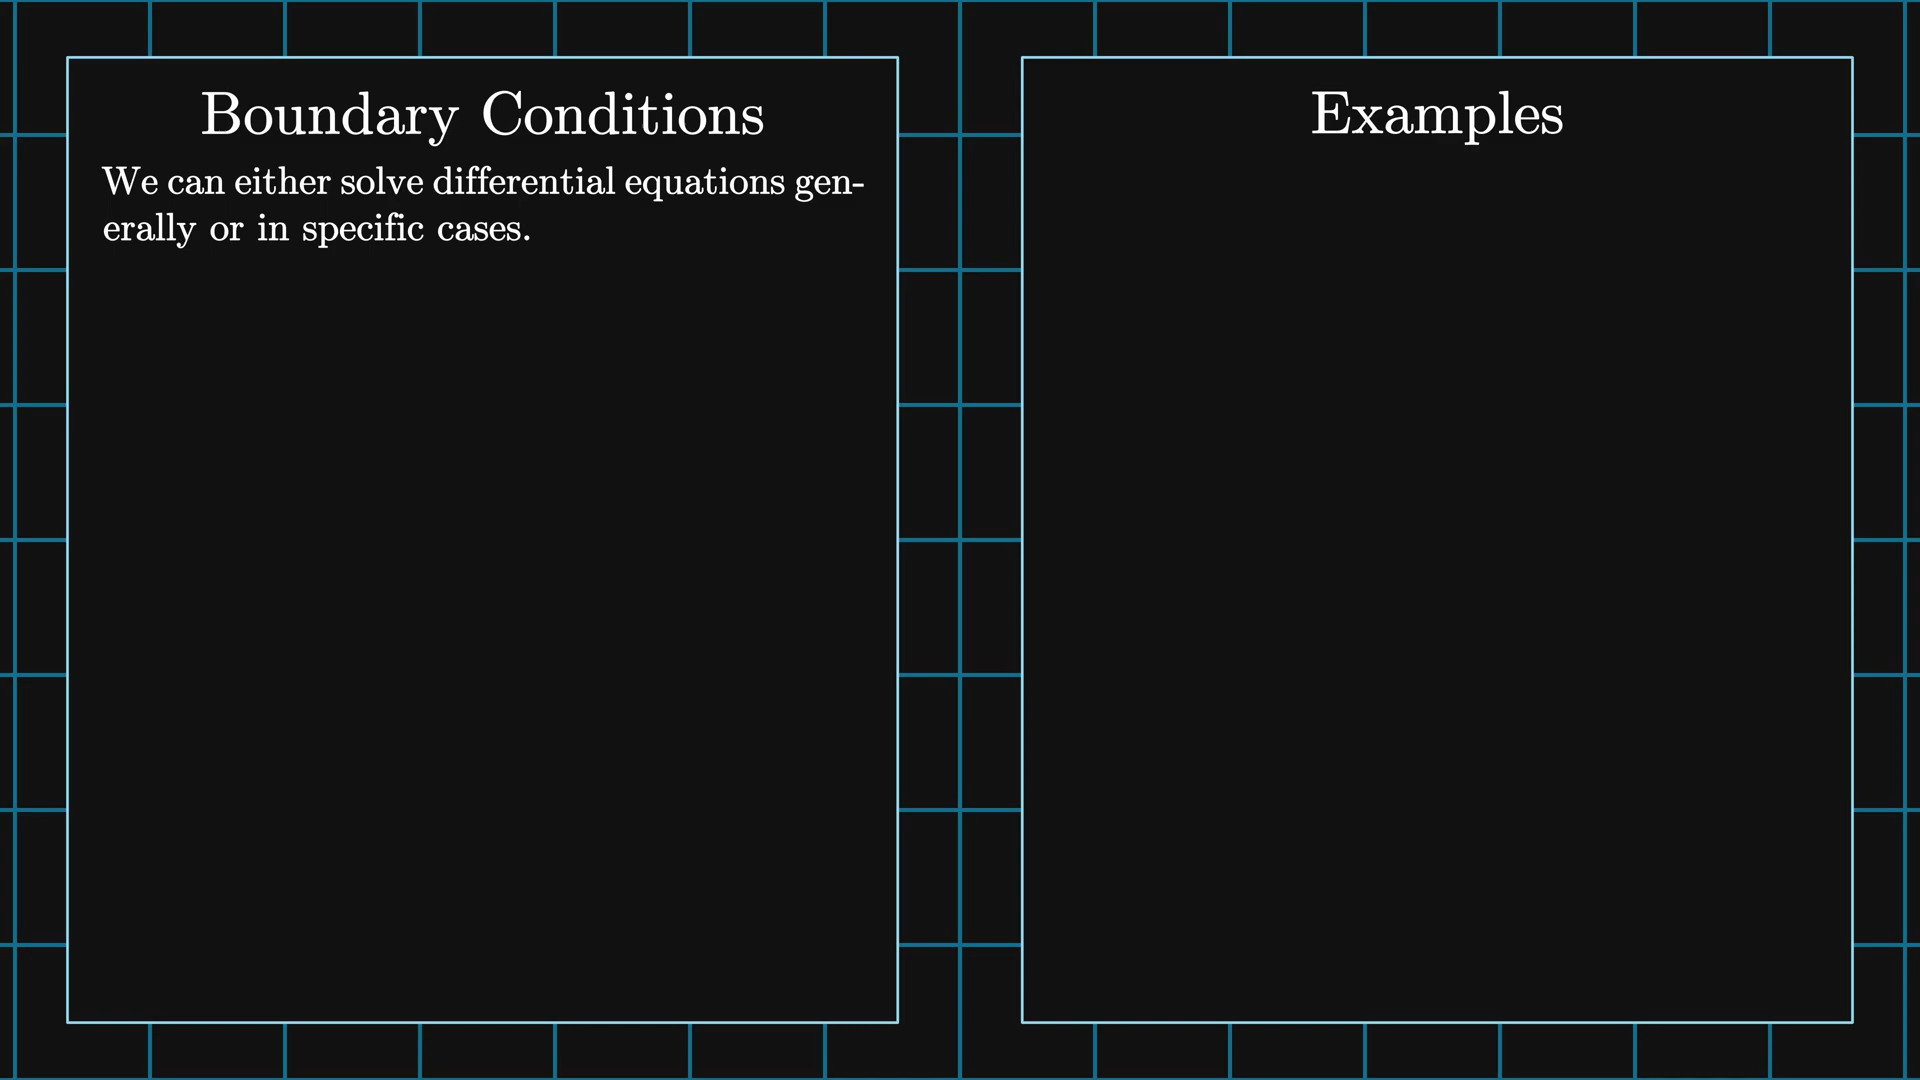 Boundary Conditions
We can either solve differential equations gen-
erally or in specific cases.
Examples